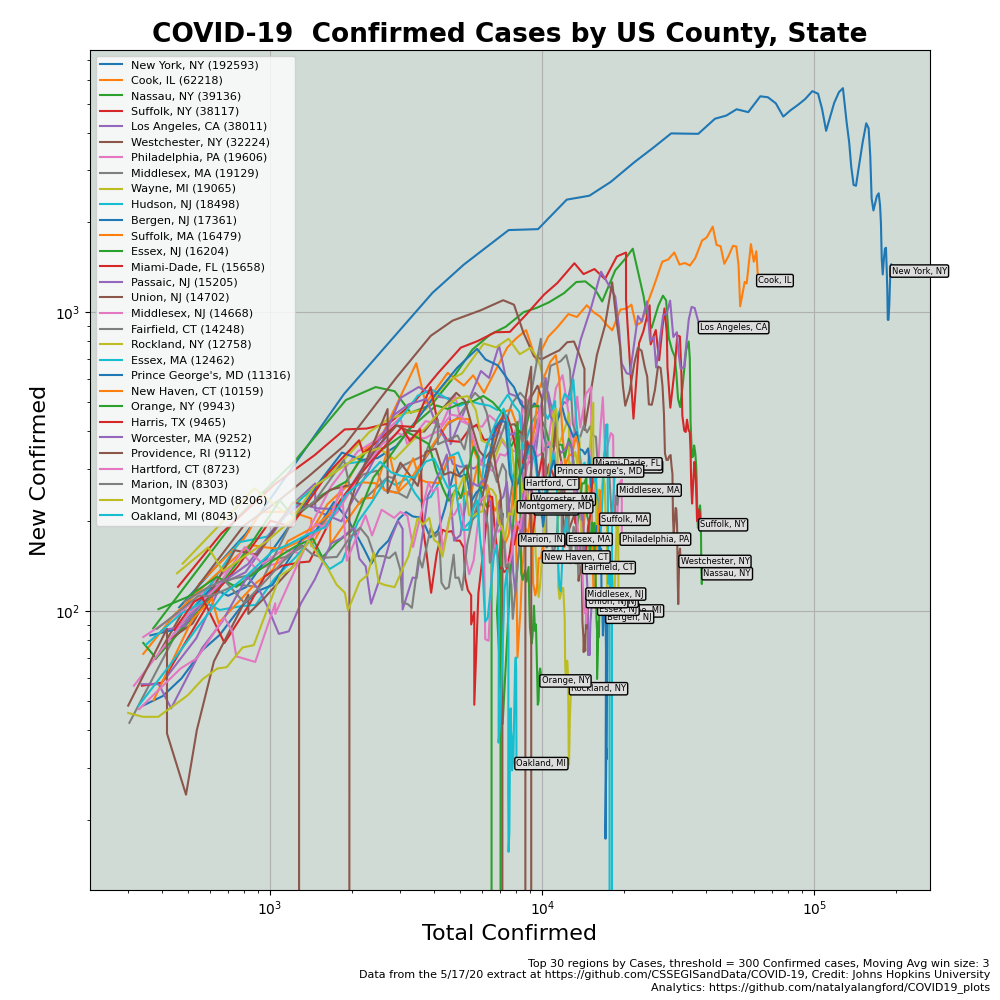 COVID-19  Confirmed Cases by US County, State
New York, NY (192593)
Cook, IL (62218)
Nassau, NY (39136)
Suffolk, NY (38117)
Los Angeles, CA (38011)
Westchester, NY (32224)
Philadelphia, PA (19606)
Middlesex, MA (19129)
Wayne, MI (19065)
Hudson, NJ (18498)
Bergen, NJ (17361)
Suffolk, MA (16479)
Essex, NJ (16204)
Miami-Dade, FL (15658)
Passaic, NJ (15205)
Union, NJ (14702)
Middlesex, NJ (14668)
Fairfield, CT (14248)
Rockland, NY (12758)
Essex, MA (12462)
Prince George's, MD (11316)
New Haven, CT (10159)
Orange, NY (9943)
Harris, TX (9465)
Worcester, MA (9252)
Providence, RI (9112)
Hartford, CT (8723)
Marion, IN (8303)
Montgomery, MD (8206)
Oakland, MI (8043)
New York, NY
Cook, IL
Los Angeles, CA
Miami-Dade, FL
Prince George's, MD
Hartford, CT
Middlesex, MA
Worcester, MA
Montgomery, MD
Suffolk, MA
Suffolk, NY
Marion, IN
Essex, MA
Philadelphia, PA
New Haven, CT
Fairfield, CT
Westchester, NY
Nassau, NY
Middlesex, NJ
Union, NJ
Essex, NJ
Bergen, NJ
Orange, NY
Rockland, NY
Oakland, MI
10³
10²
New Confirmed
10³ 10⁴ 10⁵
Total Confirmed
Top 30 regions by Cases, threshold = 300 Confirmed cases, Moving Avg win size: 3
Data from the 5/17/20 extract at https://github.com/CSSEGISandData/COVID-19, Credit: Johns Hopkins University
Analytics: https://github.com/natalyalangford/COVID19_plots